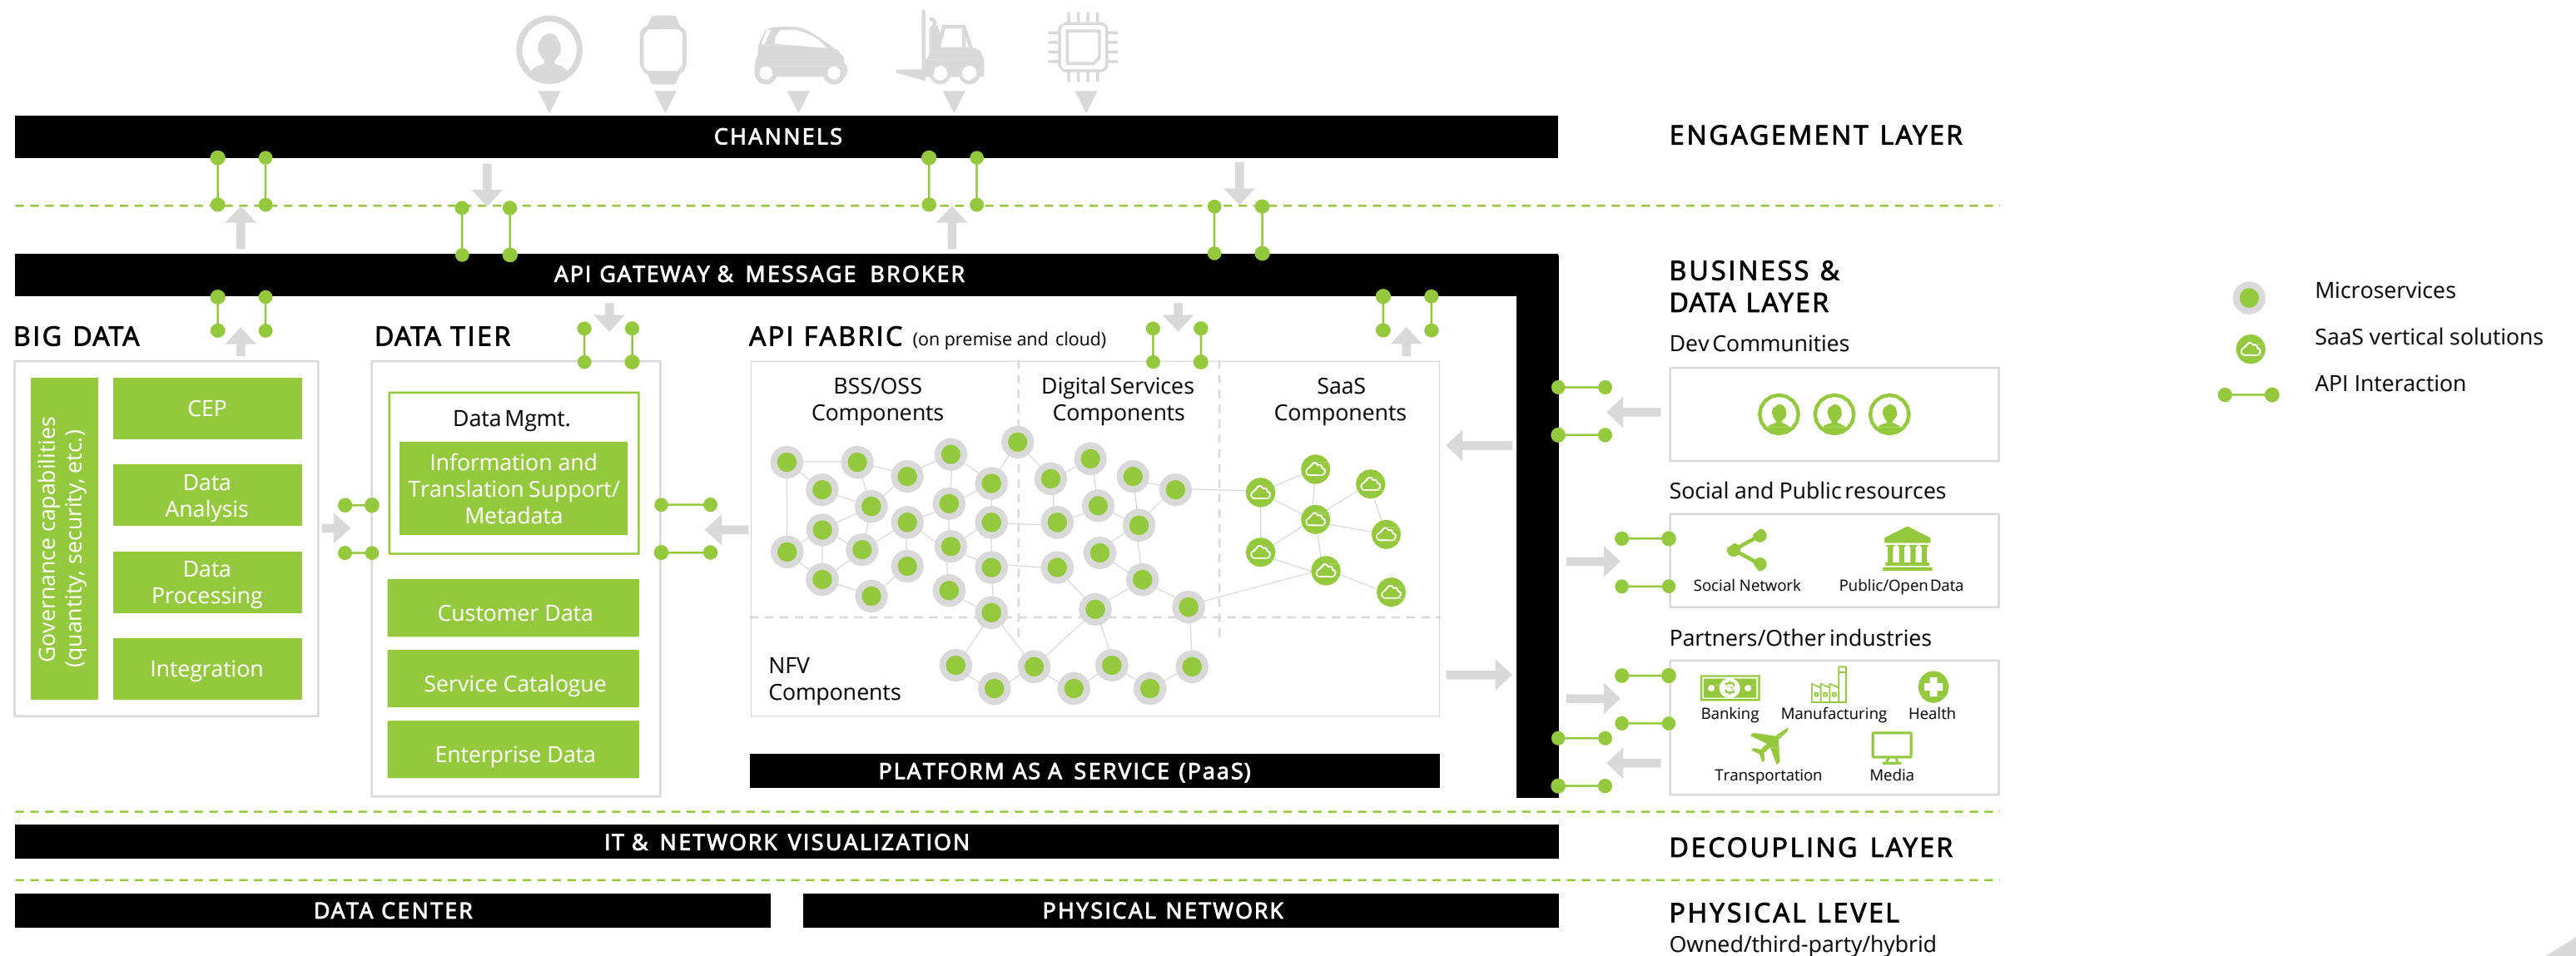 CHANNELS
ENGAGEMENT LAYER
API GATEWAY & MESSAGE BROKER
BUSINESS &
DATA LAYER
BIG DATA
Governance capabilities
(quantity, security, etc.)
CEP
Data
Analysis
Data
Processing
Integration
DATA TIER
Data Mgmt.
Information and
Translation Support/
Metadata
Customer Data
Service Catalogue
Enterprise Data
API FABRIC (on premise and cloud)
BSS/OSS
Components
Digital Services
Components
SaaS
Components
NFV
Components
PLATFORM AS A SERVICE (PaaS)
Dev Communities
Social and Public resources
Social Network
Public/Open Data
Partners/Other industries
Banking
Manufacturing
Health
Transportation
Media
Microservices
SaaS vertical solutions
API Interaction
IT & NETWORK VISUALIZATION
DECOUPLING LAYER
DATA CENTER
PHYSICAL NETWORK
PHYSICAL LEVEL
Owned/third-party/hybrid